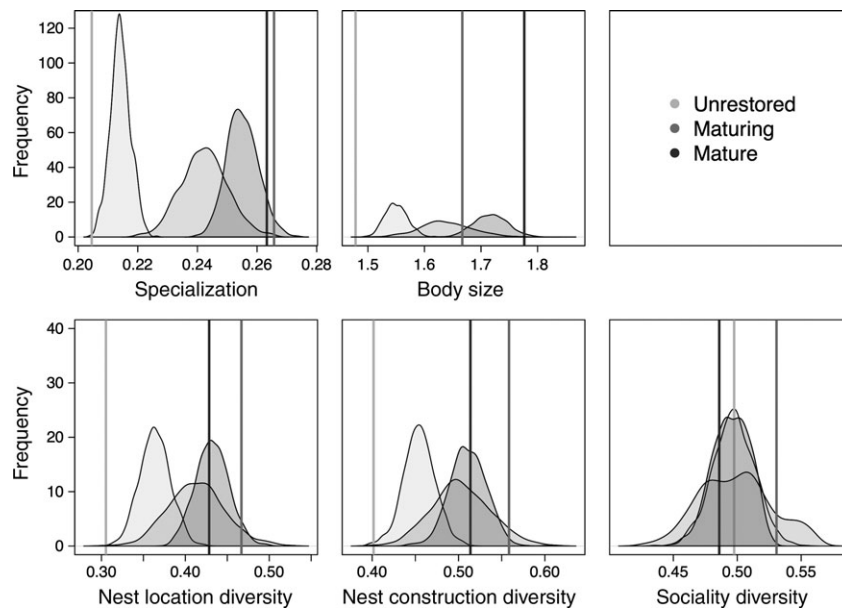 120
100
80
60
40
20
0
Frequency
0.20 0.22 0.24 0.26 0.28
Specialization
1.5 1.6 1.7 1.8
Body size
Unrestored
Maturing
Mature
40
30
20
10
0
Frequency
0.30 0.40 0.50
Nest location diversity
0.40 0.50 0.60
Nest construction diversity
0.45 0.50 0.55
Sociality diversity